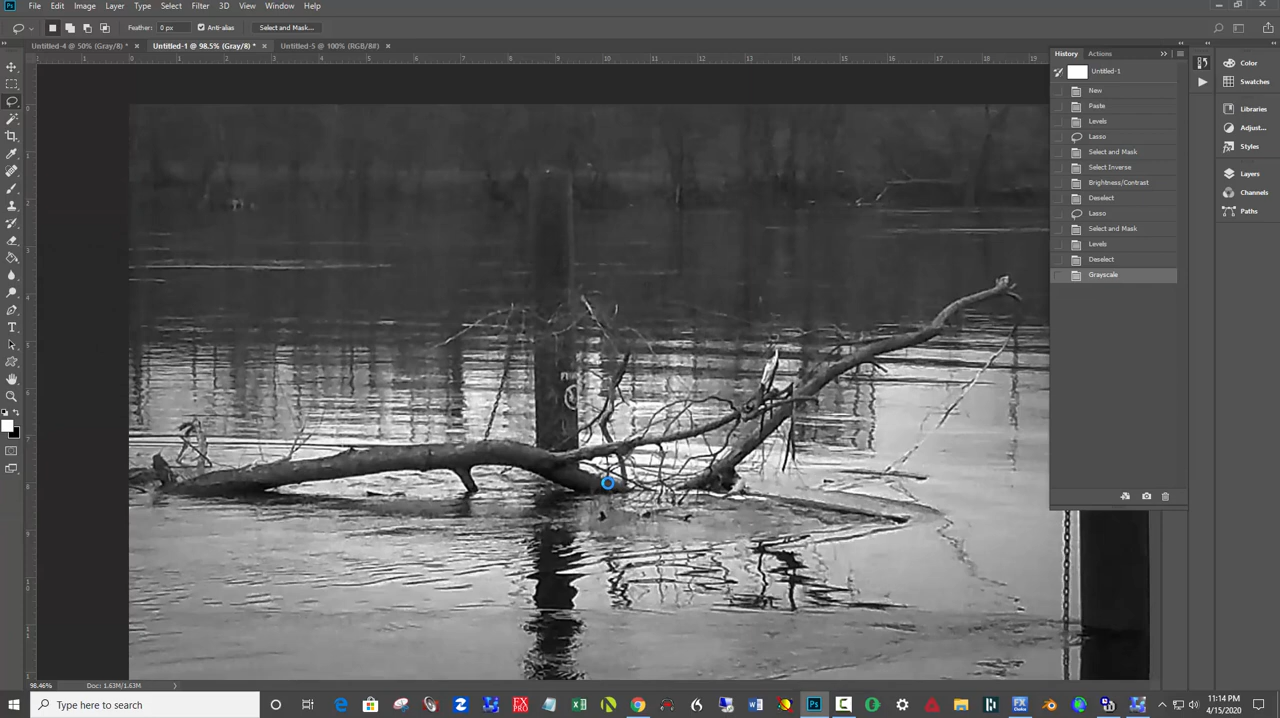 File Edit Image Layer Type Select Filter 3D View Window Help
Feather: 0 px Anti-alias Select and Mask...
Untitled-4 @ 50% (Gray/8) * × Untitled-1 @ 98.5% (Gray/8) * × Untitled-5 @ 100% (RGB/8#) ×
History Actions
Untitled-1
New
Paste
Levels
Lasso
Select and Mask
Select Inverse
Brightness/Contrast
Deselect
Lasso
Select and Mask
Levels
Deselect
Grayscale
Color
Swatches
Libraries
Adjust...
Styles
Layers
Channels
Paths
98.46% Doc: 1.63M/1.63M
Type here to search
11:14 PM
4/15/2020